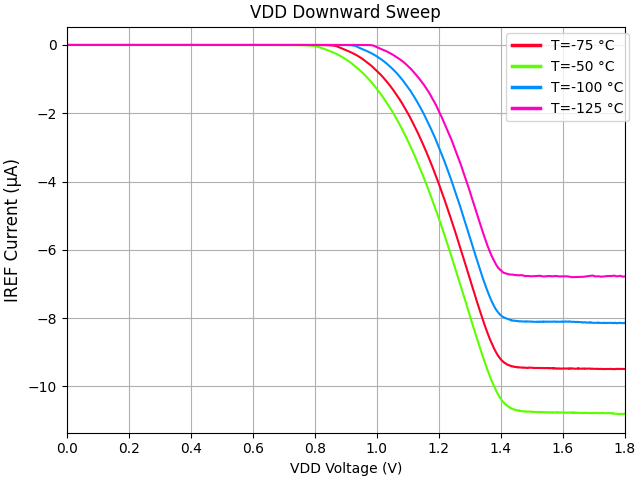 VDD Downward Sweep
IREF Current (μA)
0
−2
−4
−6
−8
−10
T=-75 °C
T=-50 °C
T=-100 °C
T=-125 °C
0.0 0.2 0.4 0.6 0.8 1.0 1.2 1.4 1.6 1.8
VDD Voltage (V)